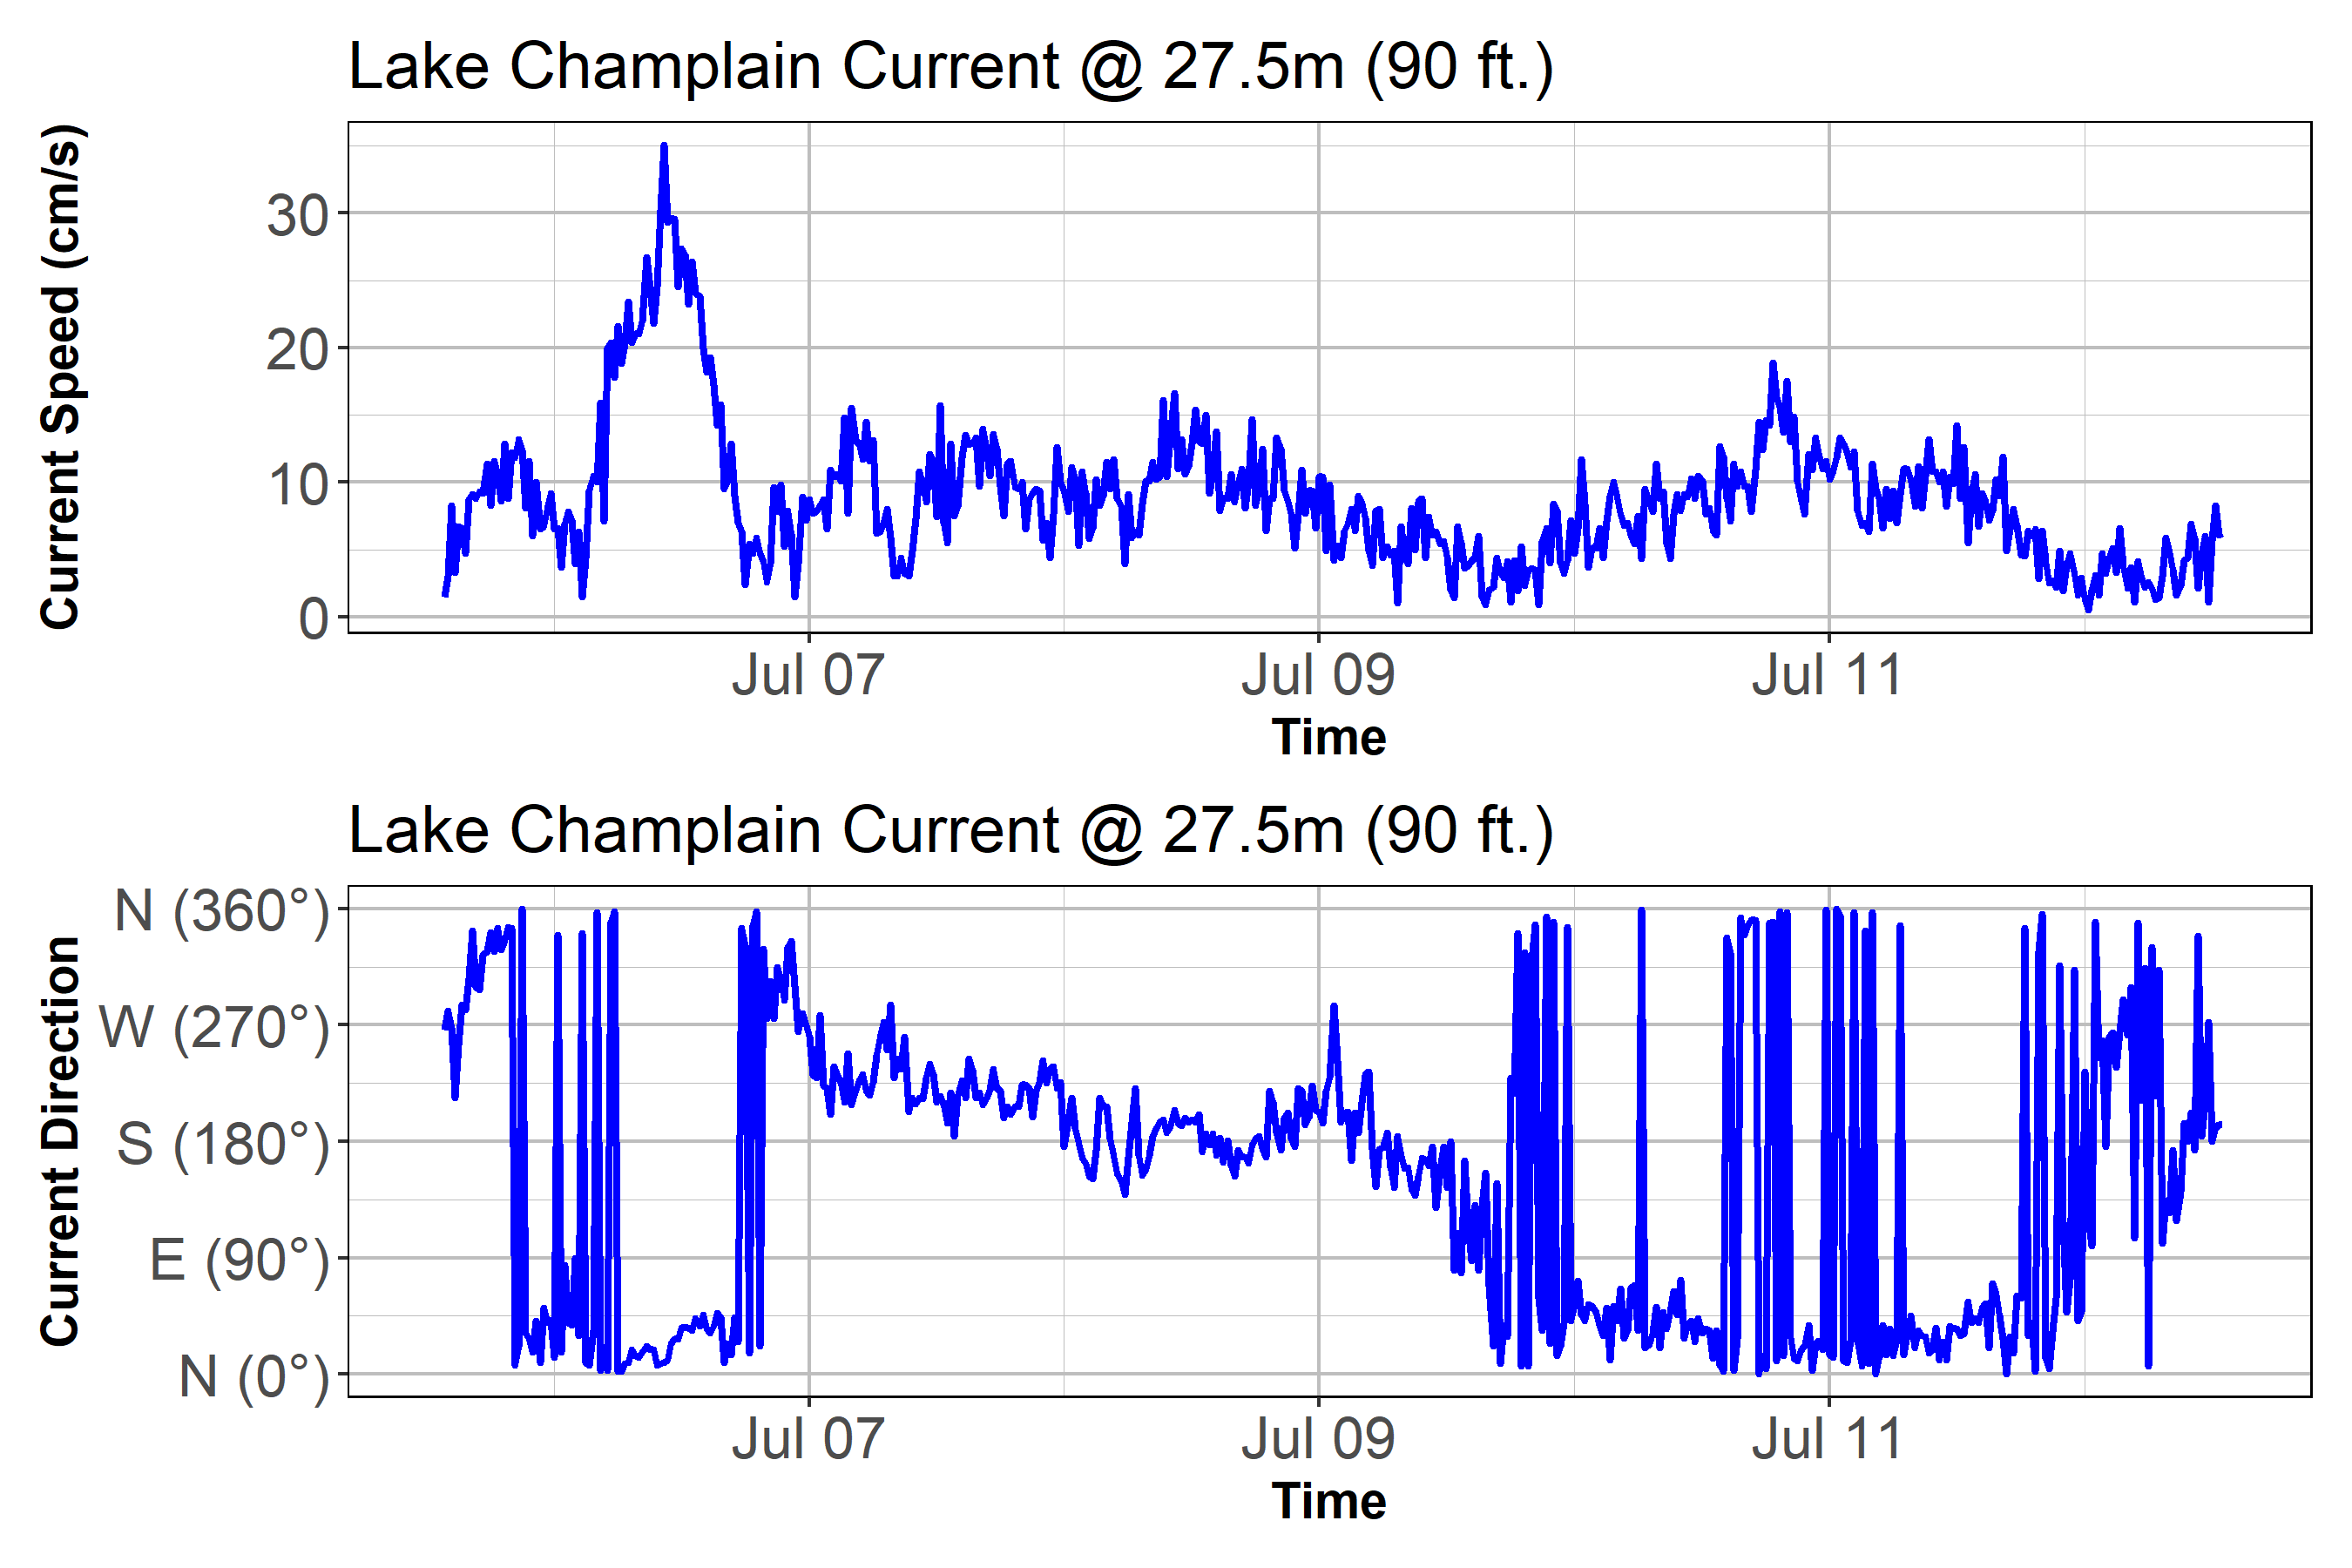 Lake Champlain Current @ 27.5m (90 ft.)
Current Speed (cm/s)
30
20
10
0
Jul 07 Jul 09 Jul 11
Time
Lake Champlain Current @ 27.5m (90 ft.)
Current Direction
N (360°)
W (270°)
S (180°)
E (90°)
N (0°)
Jul 07 Jul 09 Jul 11
Time